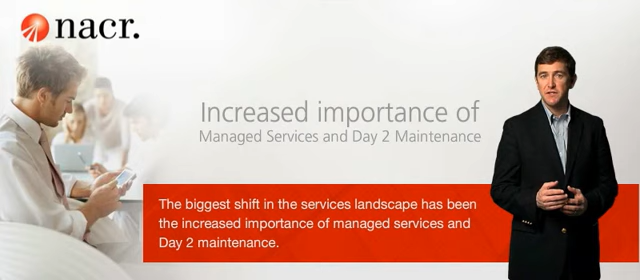 nacr.
Increased importance of
Managed Services and Day 2 Maintenance
The biggest shift in the services landscape has been
the increased importance of managed services and
Day 2 maintenance.